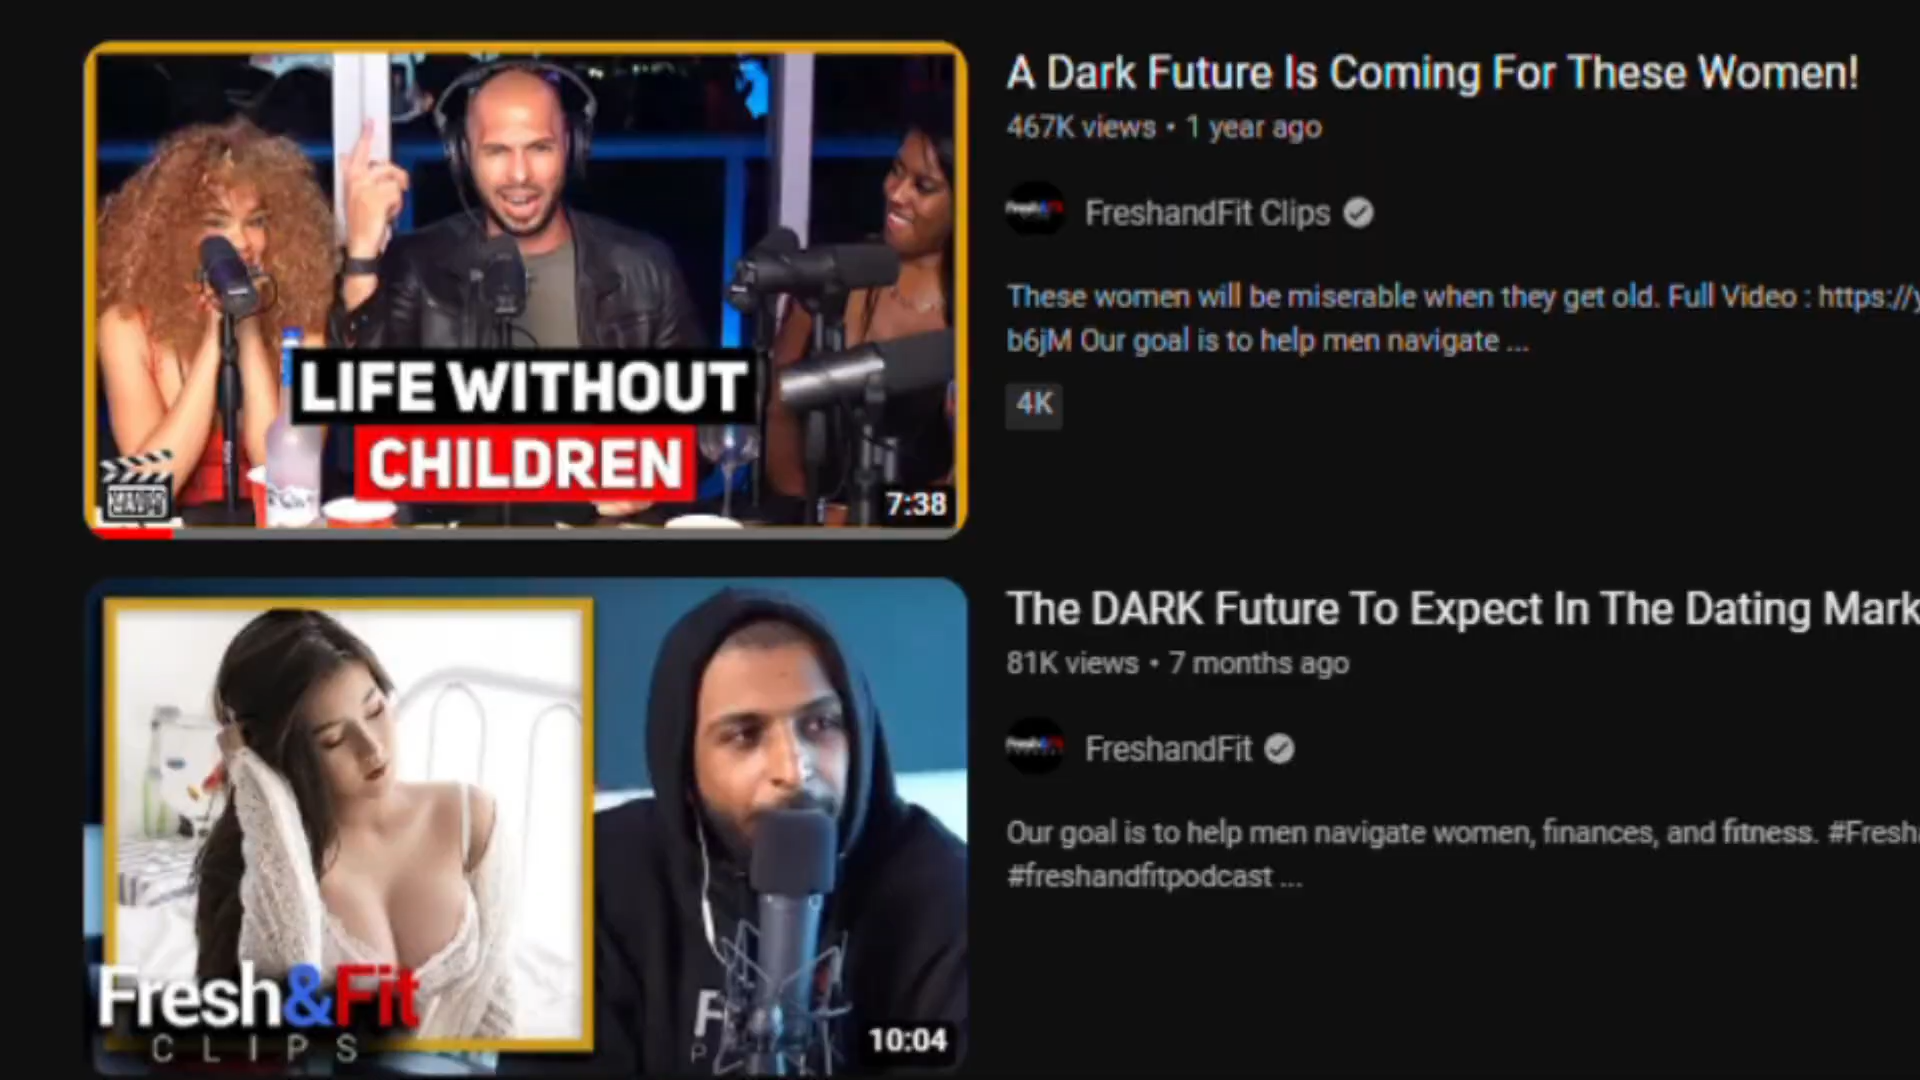 LIFE WITHOUT
CHILDREN
7:38
A Dark Future Is Coming For These Women!
467K views • 1 year ago
FreshandFit Clips
These women will be miserable when they get old. Full Video : https://y
b6jM Our goal is to help men navigate ...
4K
Fresh&Fit
CLIPS
10:04
The DARK Future To Expect In The Dating Mark
81K views • 7 months ago
FreshandFit
Our goal is to help men navigate women, finances, and fitness. #Fresh
#freshandfitpodcast ...